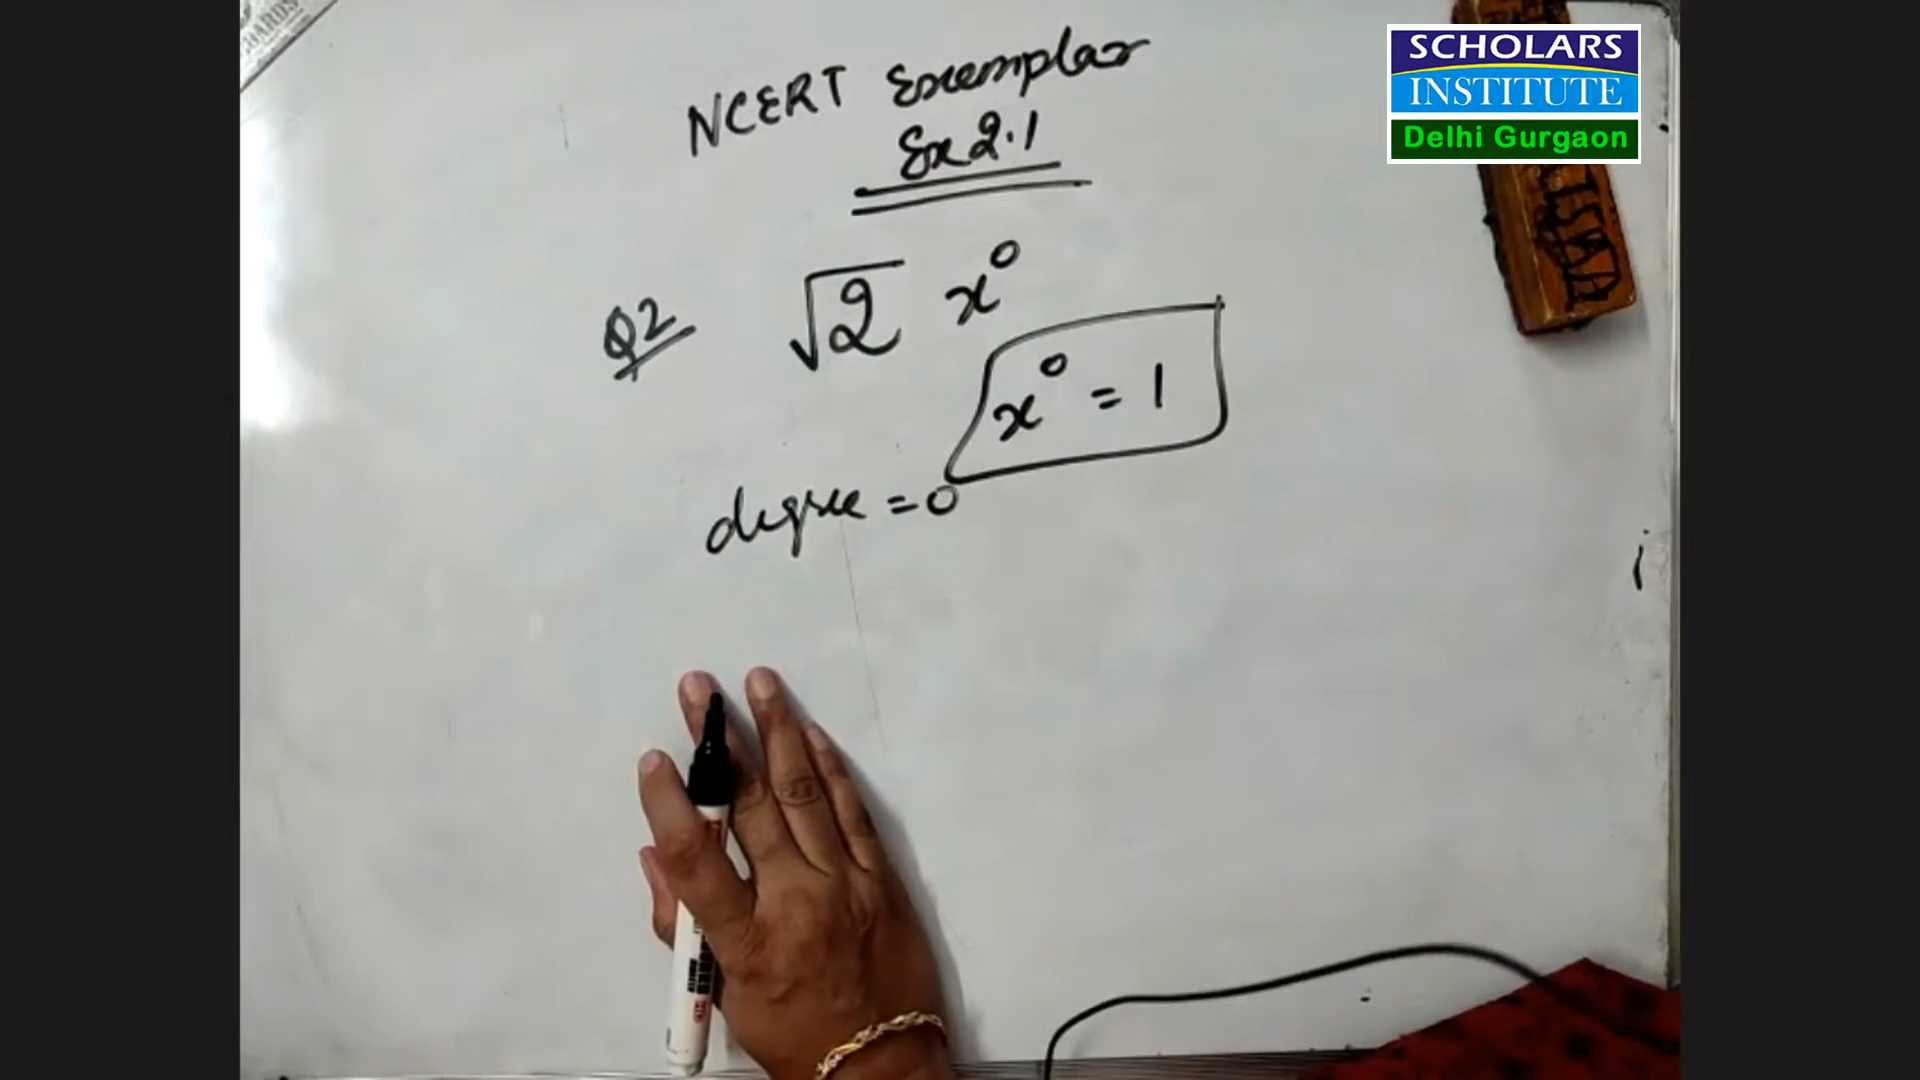 NCERT Exemplar
Ex 2.1
SCHOLARS
INSTITUTE
Delhi Gurgaon
Q2 √2 x⁰
x⁰ = 1
degree = 0